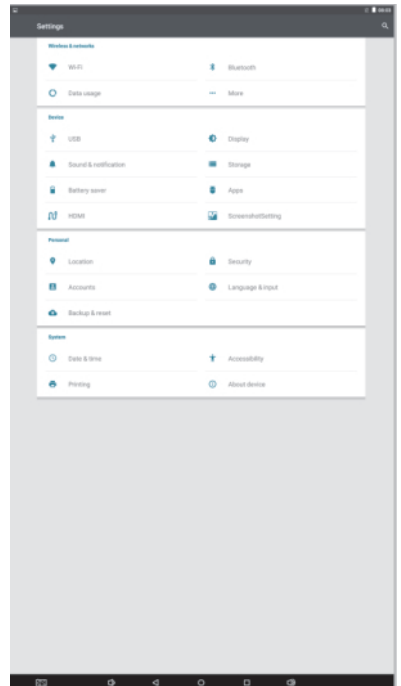 Settings
Wireless & networks
Wi-Fi
Bluetooth
Data usage
More
Device
USB
Display
Sound & notification
Storage
Battery saver
Apps
HDMI
ScreenshotSetting
Personal
Location
Security
Accounts
Language & input
Backup & reset
System
Date & time
Accessibility
Printing
About device